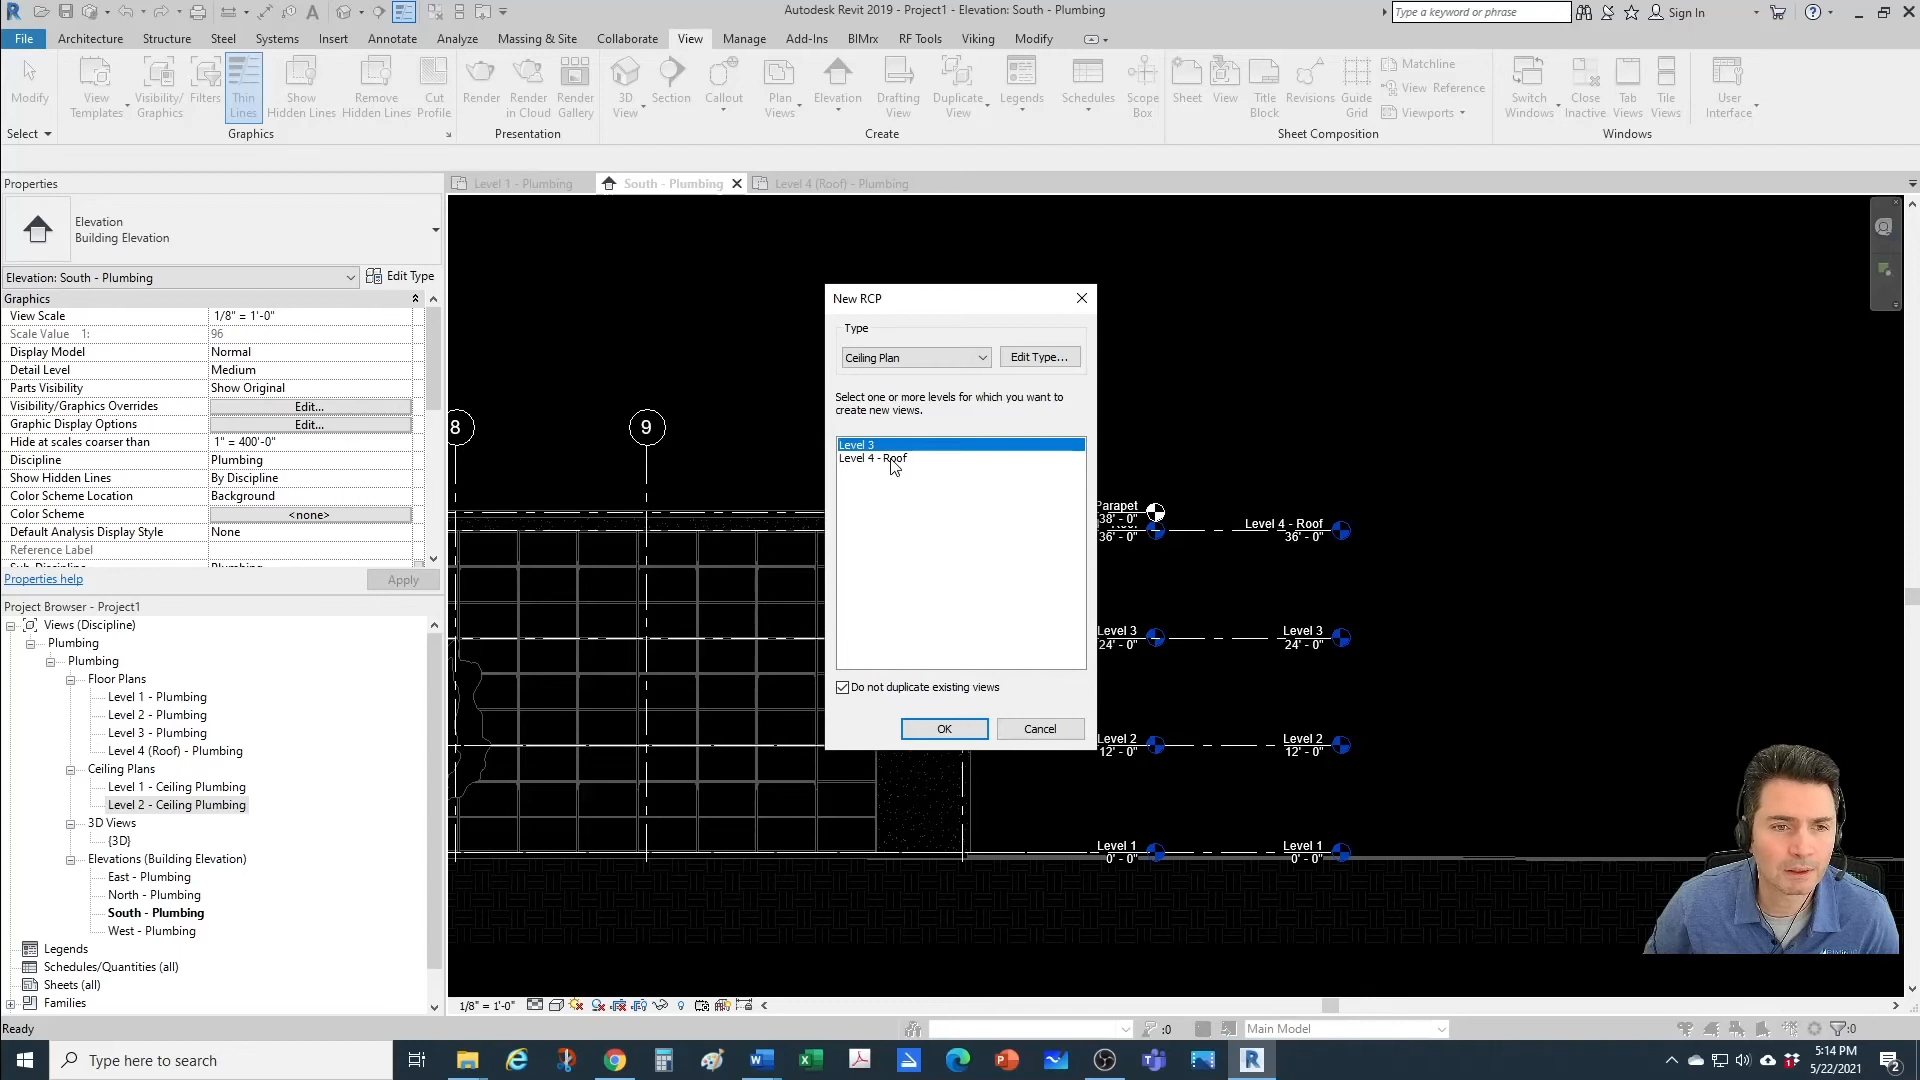 Autodesk Revit 2019 - Project1 - Elevation: South - Plumbing
Type a keyword or phrase
Sign In
File Architecture Structure Steel Systems Insert Annotate Analyze Massing & Site Collaborate View Manage Add-Ins BIMrx RF Tools Viking Modify
Modify
View Templates
Visibility/ Graphics
Filters
Thin Lines
Show Hidden Lines
Remove Hidden Lines
Cut Profile
Render
Render in Cloud
Render Gallery
3D View
Section
Callout
Plan Views
Elevation
Drafting View
Duplicate View
Legends
Schedules
Scope Box
Sheet
View
Title Block
Revisions
Guide Grid
Matchline
View Reference
Viewports
Switch Windows
Close Inactive
Tab Views
Tile Views
User Interface
Select
Graphics
Presentation
Create
Sheet Composition
Windows
Properties
Elevation
Building Elevation
Elevation: South - Plumbing
Edit Type
Graphics
View Scale 1/8" = 1'-0"
Scale Value 1: 96
Display Model Normal
Detail Level Medium
Parts Visibility Show Original
Visibility/Graphics Overrides Edit...
Graphic Display Options Edit...
Hide at scales coarser than 1" = 400'-0"
Discipline Plumbing
Show Hidden Lines By Discipline
Color Scheme Location Background
Color Scheme <none>
Default Analysis Display Style None
Reference Label
Properties help
Apply
Project Browser - Project1
Views (Discipline)
Plumbing
Plumbing
Floor Plans
Level 1 - Plumbing
Level 2 - Plumbing
Level 3 - Plumbing
Level 4 (Roof) - Plumbing
Ceiling Plans
Level 1 - Ceiling Plumbing
Level 2 - Ceiling Plumbing
3D Views
{3D}
Elevations (Building Elevation)
East - Plumbing
North - Plumbing
South - Plumbing
West - Plumbing
Legends
Schedules/Quantities (all)
Sheets (all)
Families
Level 1 - Plumbing
South - Plumbing
Level 4 (Roof) - Plumbing
8
9
New RCP
Type
Ceiling Plan
Edit Type...
Select one or more levels for which you want to
create new views.
Level 3
Level 4 - Roof
Do not duplicate existing views
OK
Cancel
Parapet
38' - 0"
36' - 0"
Level 4 - Roof
36' - 0"
Level 3
24' - 0"
Level 3
24' - 0"
Level 2
12' - 0"
Level 2
12' - 0"
Level 1
0' - 0"
Level 1
0' - 0"
1/8" = 1'-0"
Ready
:0
Main Model
:0
Type here to search
5:14 PM
5/22/2021
2